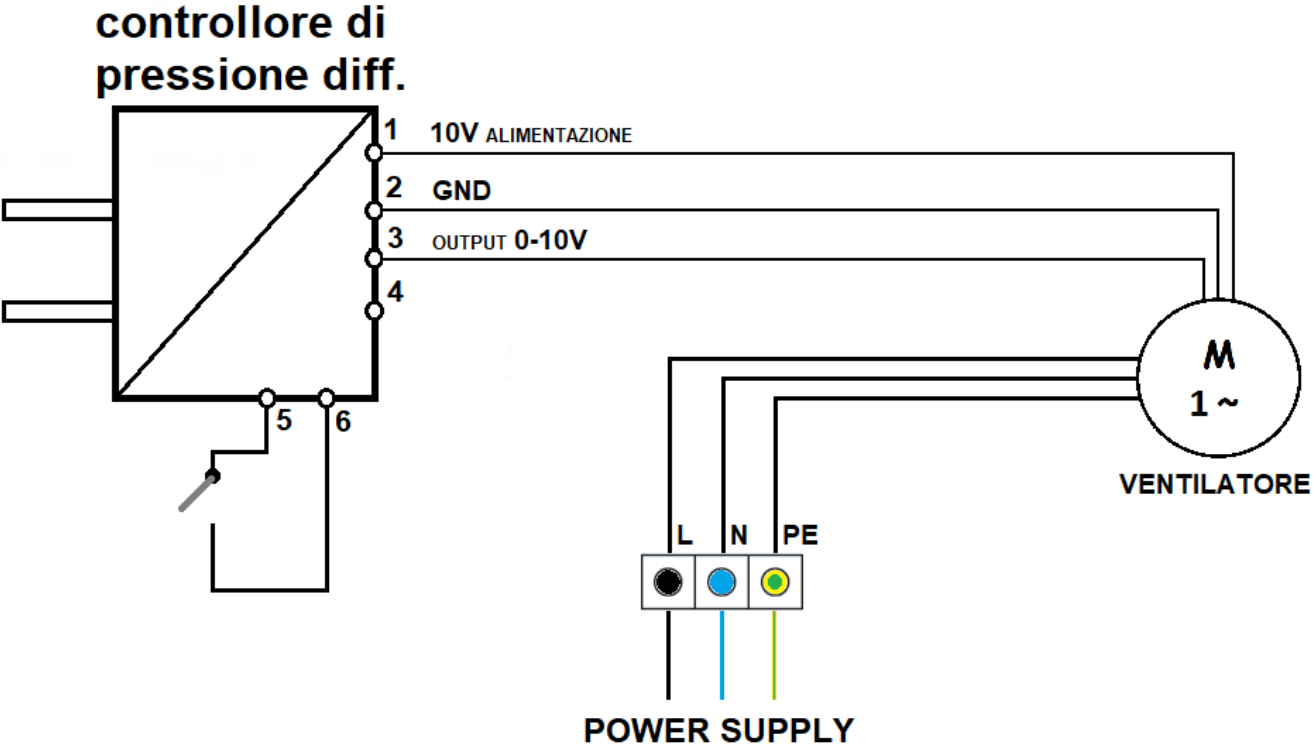 controllore di
pressione diff.
1 10V ALIMENTAZIONE
2 GND
3 OUTPUT 0-10V
4
5 6
M
1 ~
VENTILATORE
L N PE
POWER SUPPLY